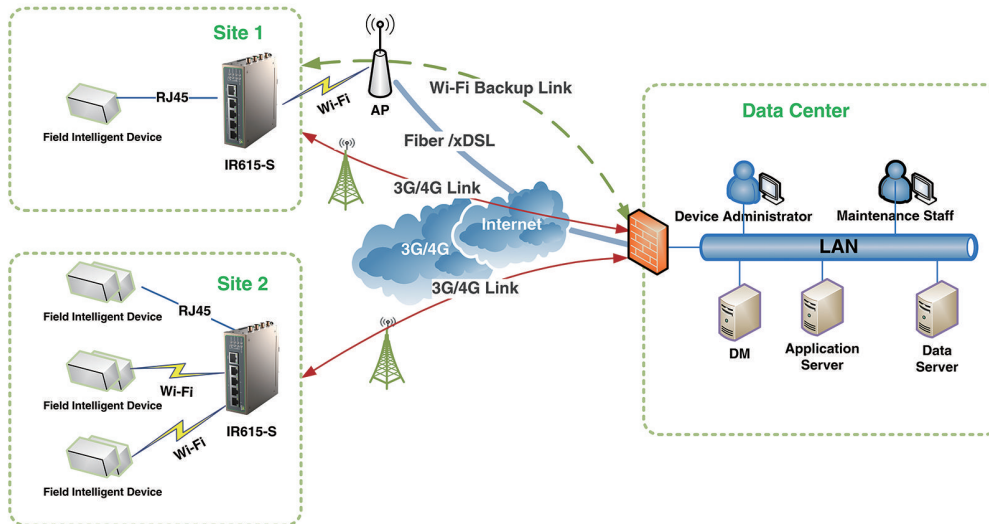 Site 1
RJ45
Field Intelligent Device
IR615-S
Wi-Fi
AP
Wi-Fi Backup Link
Fiber /xDSL
3G/4G Link
Internet
3G/4G
3G/4G Link
Site 2
Field Intelligent Device
RJ45
Field Intelligent Device
Wi-Fi
IR615-S
Wi-Fi
Field Intelligent Device
Data Center
Device Administrator
Maintenance Staff
LAN
DM
Application
Server
Data
Server